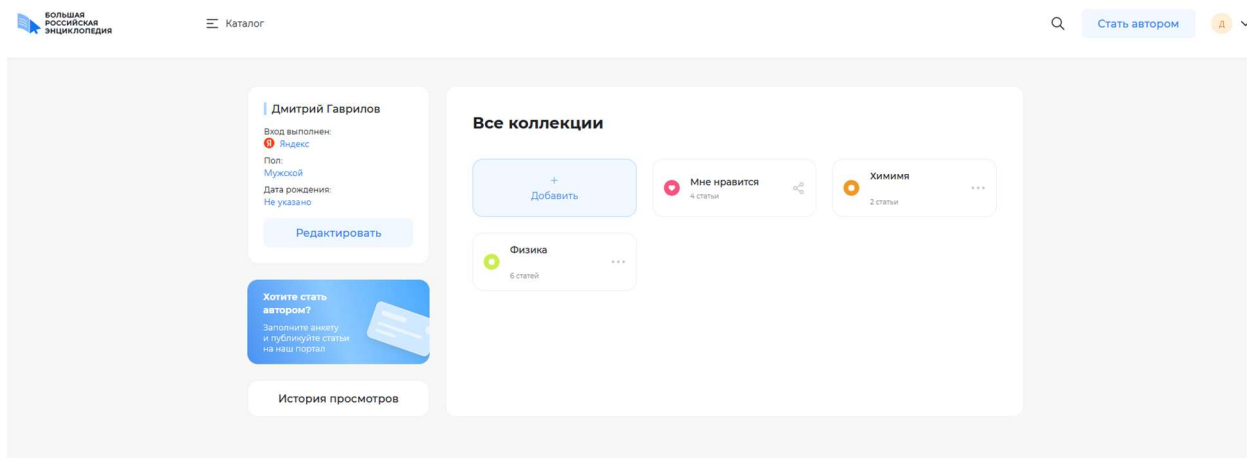 БОЛЬШАЯ
РОССИЙСКАЯ
ЭНЦИКЛОПЕДИЯ
Каталог
Стать автором
Д
Дмитрий Гаврилов
Вход выполнен:
Я Яндекс
Пол:
Мужской
Дата рождения:
Не указано
Редактировать
Хотите стать
автором?
Заполните анкету
и публикуйте статьи
на наш портал
История просмотров
Все коллекции
+
Добавить
Мне нравится
4 статьи
Химимя
2 статьи
Физика
6 статей